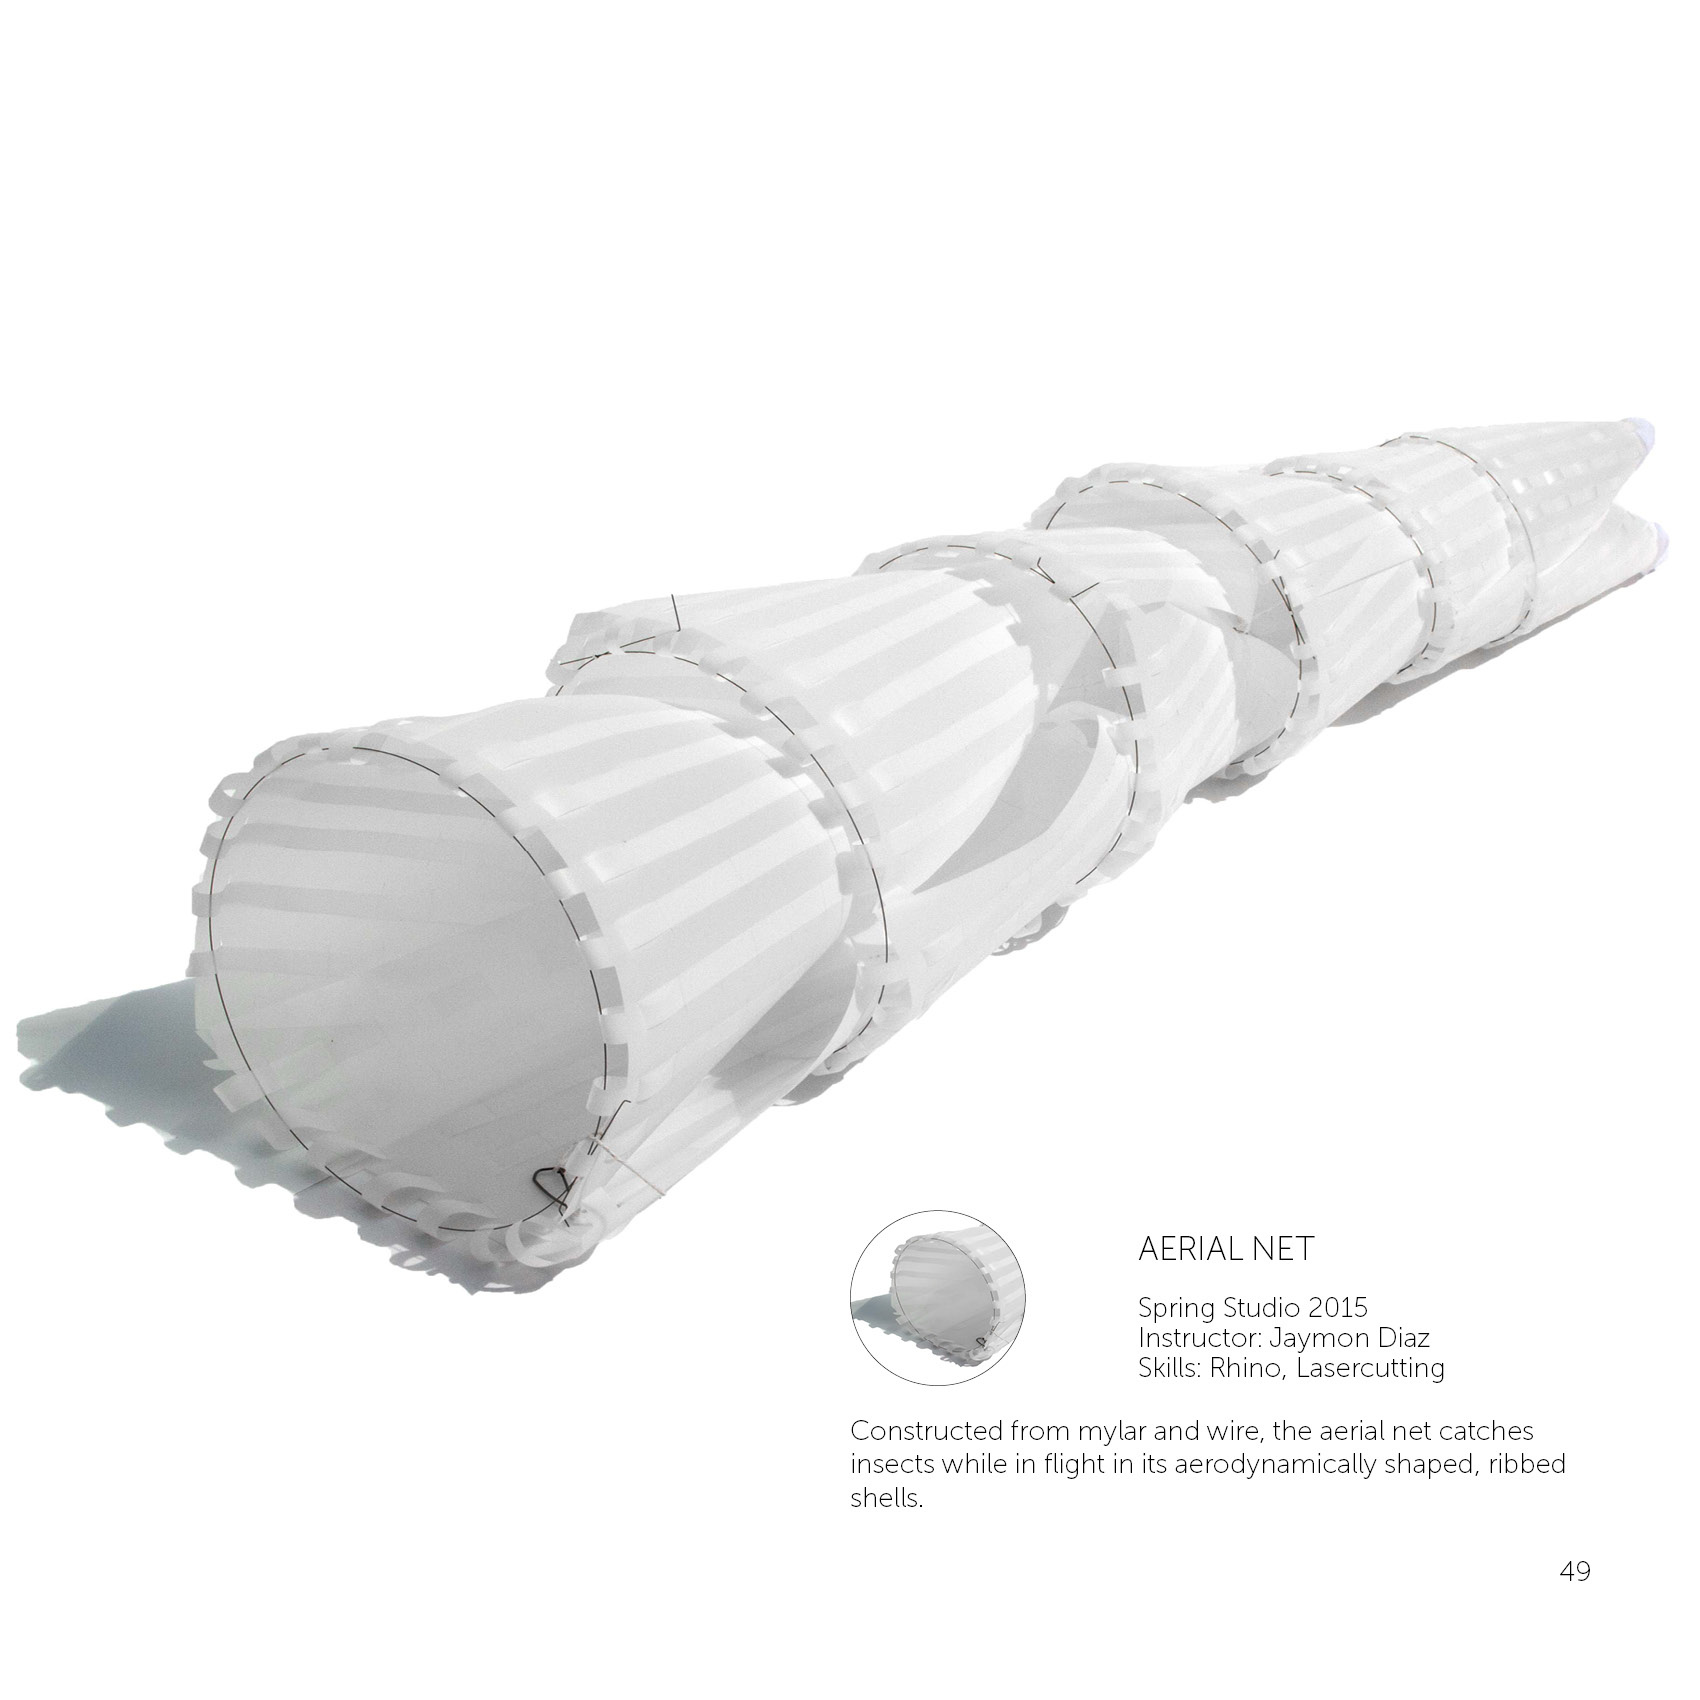 AERIAL NET
Spring Studio 2015
Instructor: Jaymon Diaz
Skills: Rhino, Lasercutting
Constructed from mylar and wire, the aerial net catches
insects while in flight in its aerodynamically shaped, ribbed
shells.
49